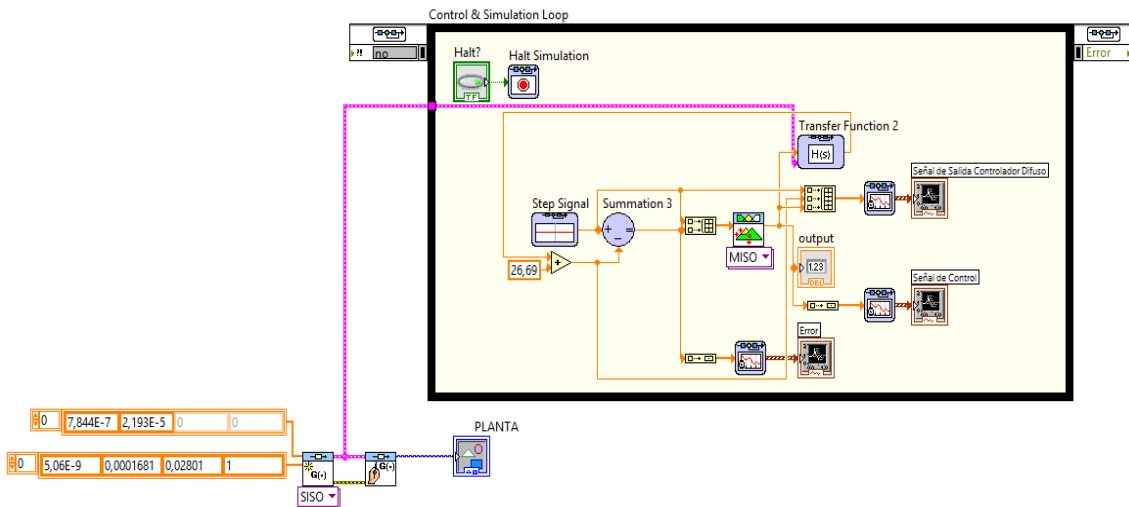 Control & Simulation Loop
?! no
Error
Halt?
Halt Simulation
TF
Transfer Function 2
H(s)
Señal de Salida Controlador Difuso
Step Signal
Summation 3
MISO
output
1.23
DBL
26,69
Señal de Control
Error
0 7,844E-7 2,193E-5 0 0
PLANTA
0 5,06E-9 0,0001681 0,02801 1
G(•)
G(•)
SISO